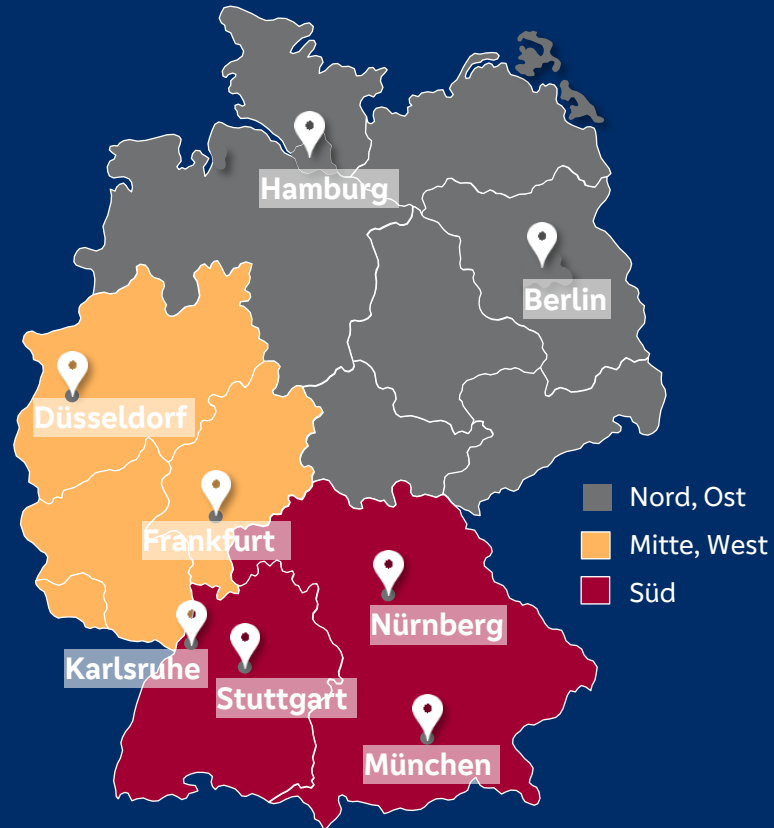 Hamburg
Berlin
Düsseldorf
Nord, Ost
Frankfurt
Mitte, West
Süd
Nürnberg
Karlsruhe
Stuttgart
München